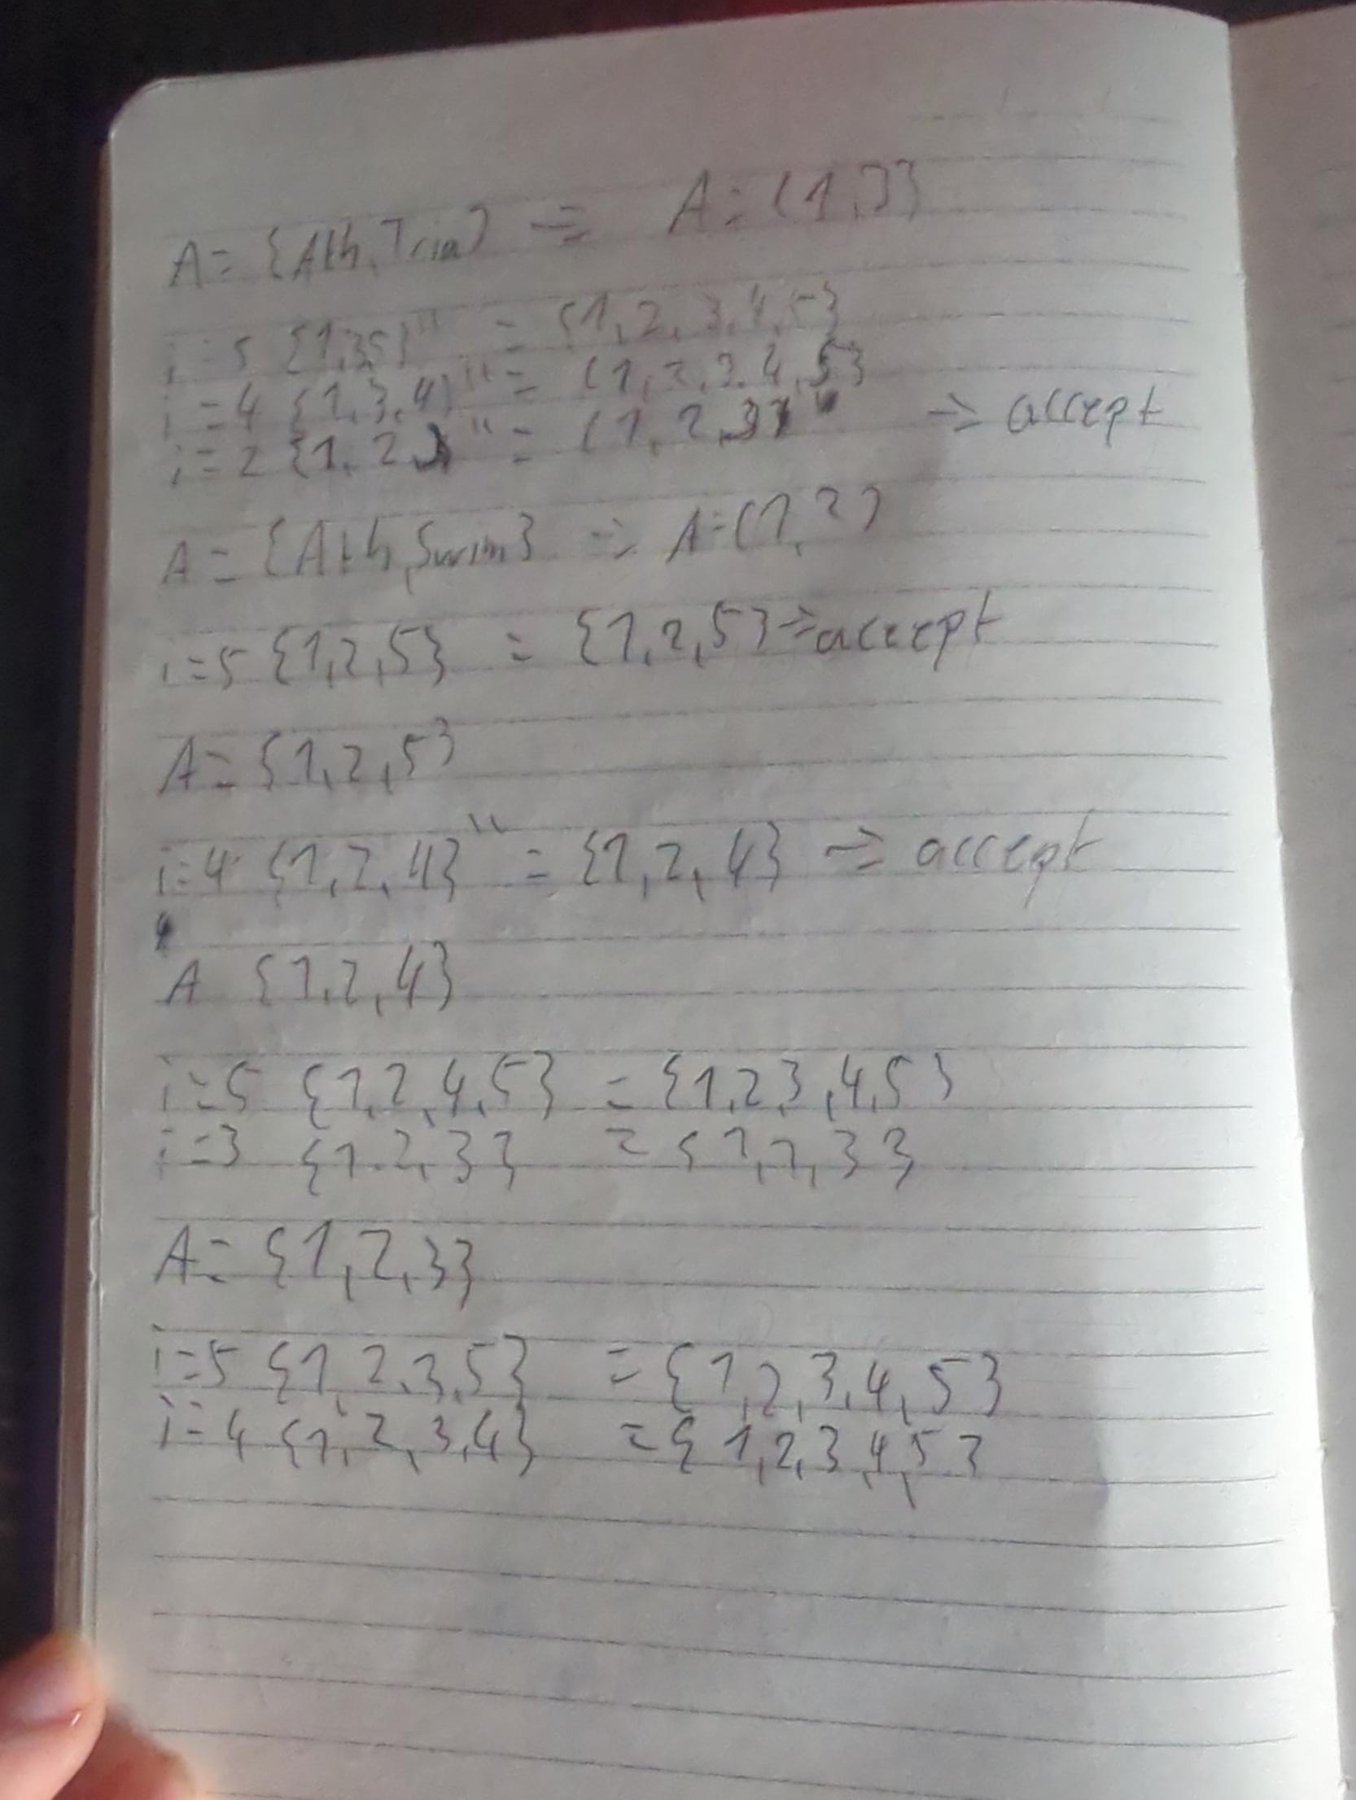 A = {Ath, Tria} => A = {1,3}
i=5 {1,3,5}" = {1,2,3,4,5}
i=4 {1,3,4}" = {1,2,3,4,5}
i=2 {1,2 " = {1,2,3}" => accept
A = {Ath, Swim} => A = {1,2}
i=5 {1,2,5} = {1,2,5} => accept
A = {1,2,5}
i=4 {1,2,4}" = {1,2,4} => accept
A {1,2,4}
i=5 {1,2,4,5} = {1,2,3,4,5}
i=3 {1,2,3} = {1,2,3}
A = {1,2,3}
i=5 {1,2,3,5} = {1,2,3,4,5}
i=4 {1,2,3,4} = {1,2,3,4,5}